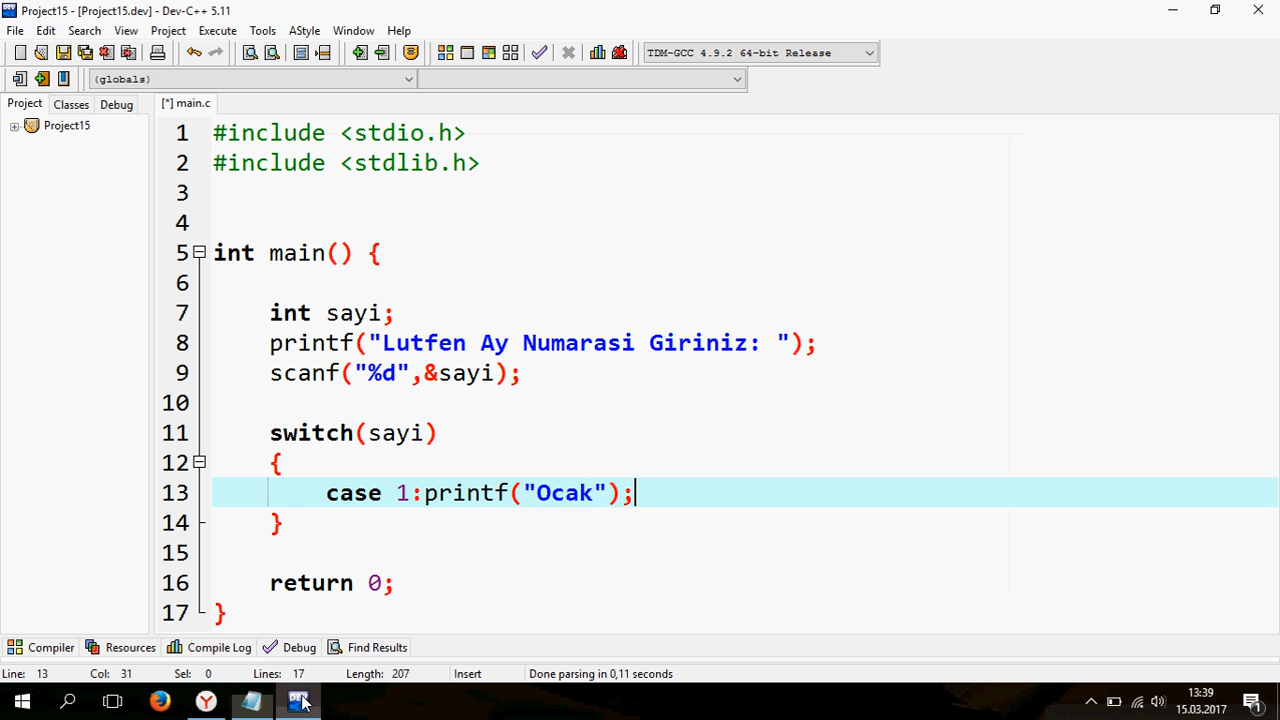 Project15 - [Project15.dev] - Dev-C++ 5.11
File Edit Search View Project Execute Tools AStyle Window Help
TDM-GCC 4.9.2 64-bit Release
(globals)
Project Classes Debug [*] main.c
Project15
1 #include <stdio.h>
2 #include <stdlib.h>
3
4
5 int main() {
6
7 int sayi;
8 printf("Lutfen Ay Numarasi Giriniz: ");
9 scanf("%d",&sayi);
10
11 switch(sayi)
12 {
13 case 1:printf("Ocak");
14 }
15
16 return 0;
17 }
Compiler Resources Compile Log Debug Find Results
Line: 13 Col: 31 Sel: 0 Lines: 17 Length: 207 Insert Done parsing in 0,11 seconds
13:39
15.03.2017
1